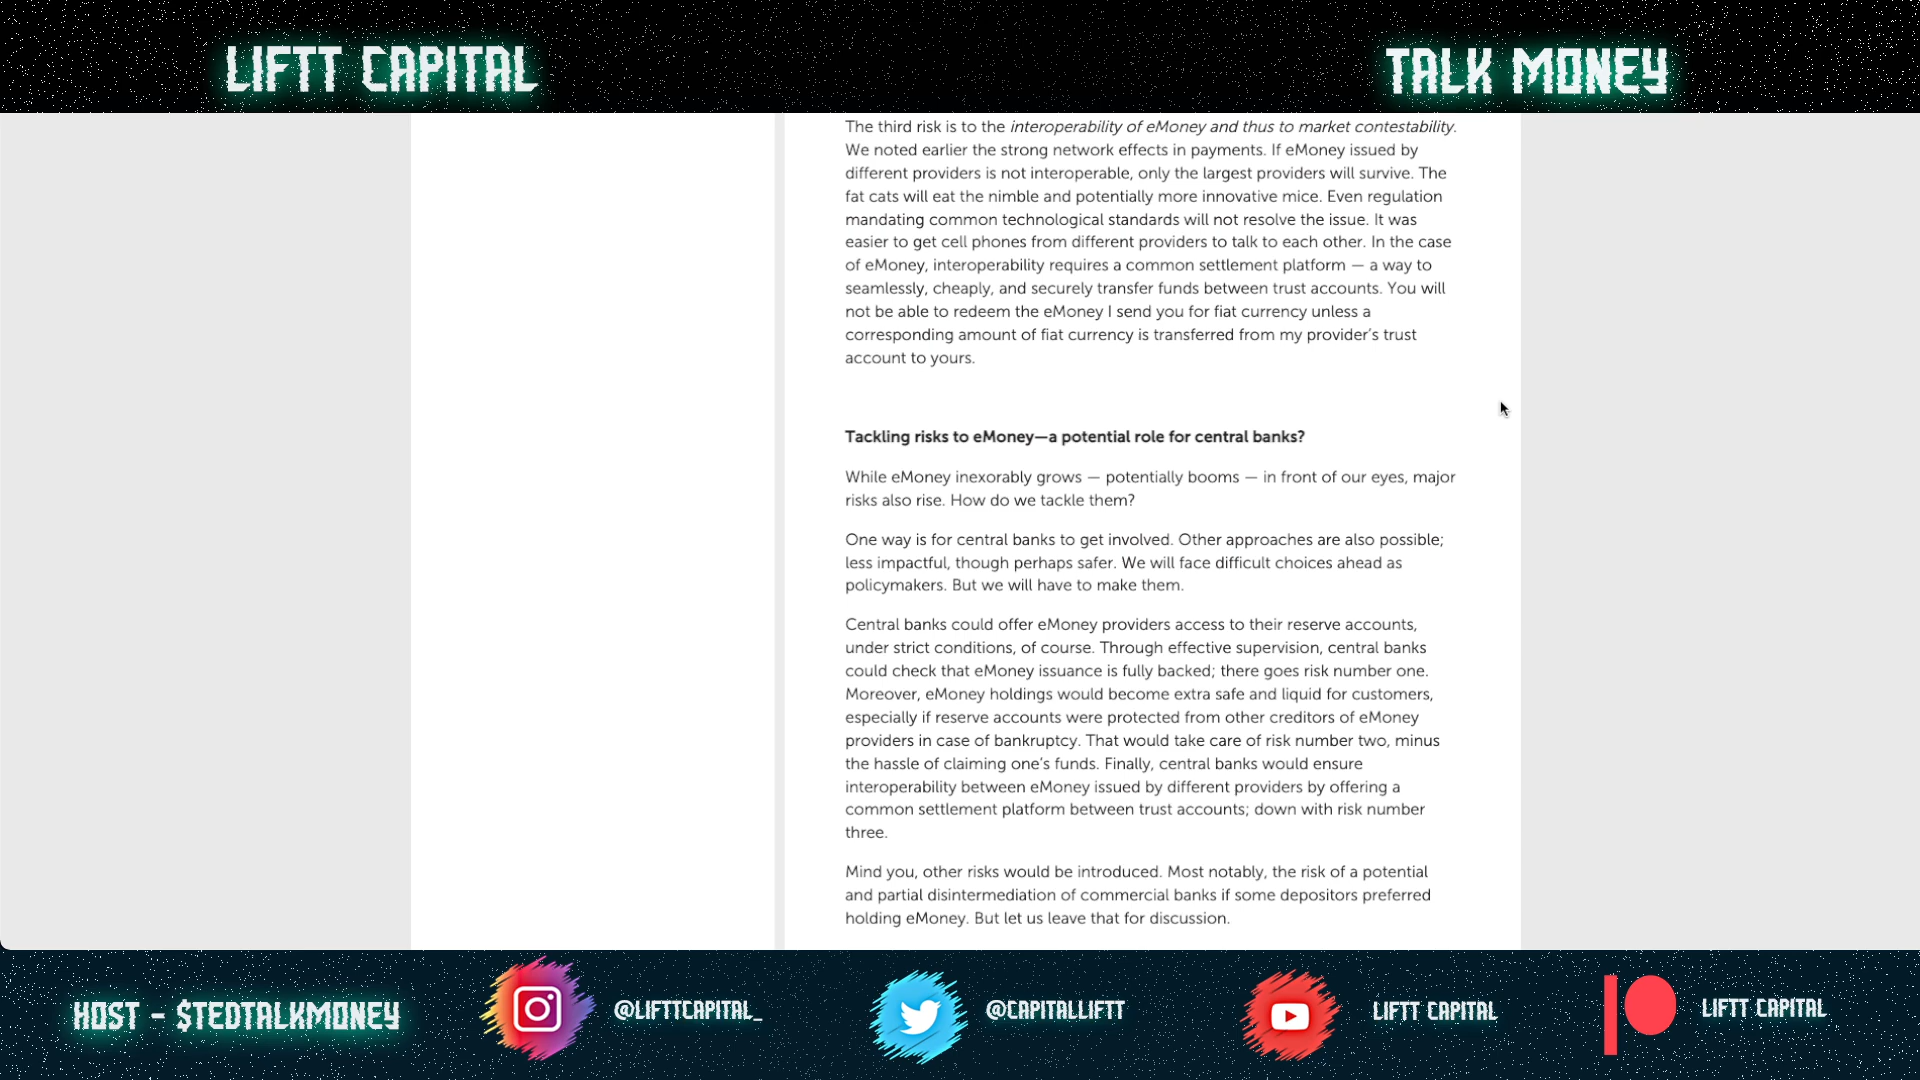 LIFTT CAPITAL
TALK MONEY
The third risk is to the interoperability of eMoney and thus to market contestability.
We noted earlier the strong network effects in payments. If eMoney issued by
different providers is not interoperable, only the largest providers will survive. The
fat cats will eat the nimble and potentially more innovative mice. Even regulation
mandating common technological standards will not resolve the issue. It was
easier to get cell phones from different providers to talk to each other. In the case
of eMoney, interoperability requires a common settlement platform — a way to
seamlessly, cheaply, and securely transfer funds between trust accounts. You will
not be able to redeem the eMoney I send you for fiat currency unless a
corresponding amount of fiat currency is transferred from my provider’s trust
account to yours.
Tackling risks to eMoney—a potential role for central banks?
While eMoney inexorably grows — potentially booms — in front of our eyes, major
risks also rise. How do we tackle them?
One way is for central banks to get involved. Other approaches are also possible;
less impactful, though perhaps safer. We will face difficult choices ahead as
policymakers. But we will have to make them.
Central banks could offer eMoney providers access to their reserve accounts,
under strict conditions, of course. Through effective supervision, central banks
could check that eMoney issuance is fully backed; there goes risk number one.
Moreover, eMoney holdings would become extra safe and liquid for customers,
especially if reserve accounts were protected from other creditors of eMoney
providers in case of bankruptcy. That would take care of risk number two, minus
the hassle of claiming one’s funds. Finally, central banks would ensure
interoperability between eMoney issued by different providers by offering a
common settlement platform between trust accounts; down with risk number
three.
Mind you, other risks would be introduced. Most notably, the risk of a potential
and partial disintermediation of commercial banks if some depositors preferred
holding eMoney. But let us leave that for discussion.
HOST - $TEDTALKMONEY
@LIFTTCAPITAL_
@CAPITALLIFTT
LIFTT CAPITAL
LIFTT CAPITAL